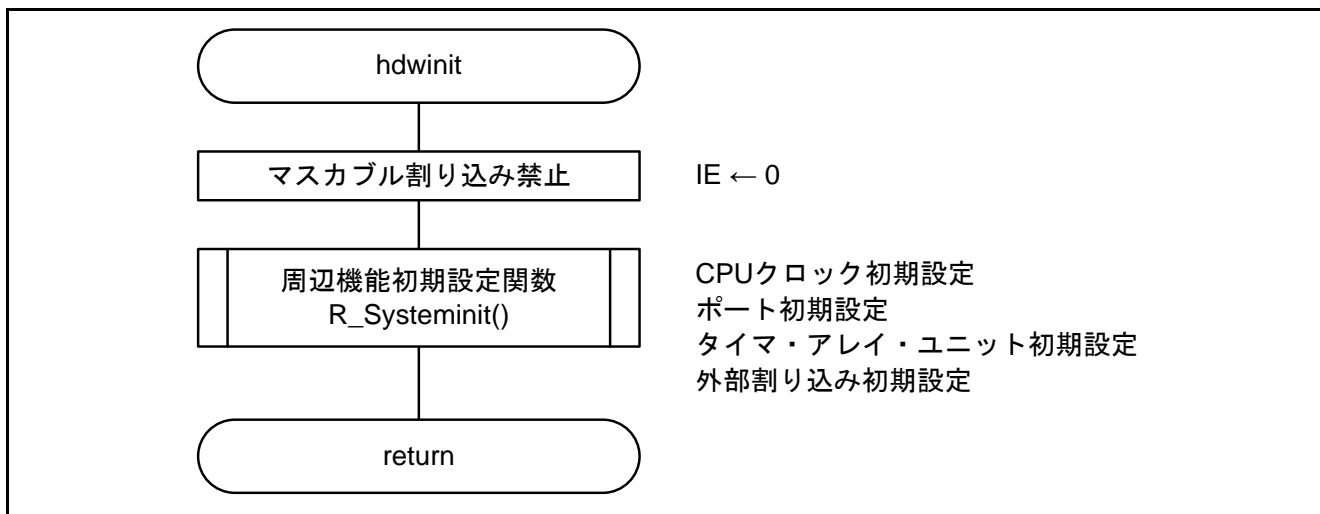 hdwinit
マスカブル割り込み禁止
IE ← 0
周辺機能初期設定関数
R_Systeminit()
CPUクロック初期設定
ポート初期設定
タイマ・アレイ・ユニット初期設定
外部割り込み初期設定
return